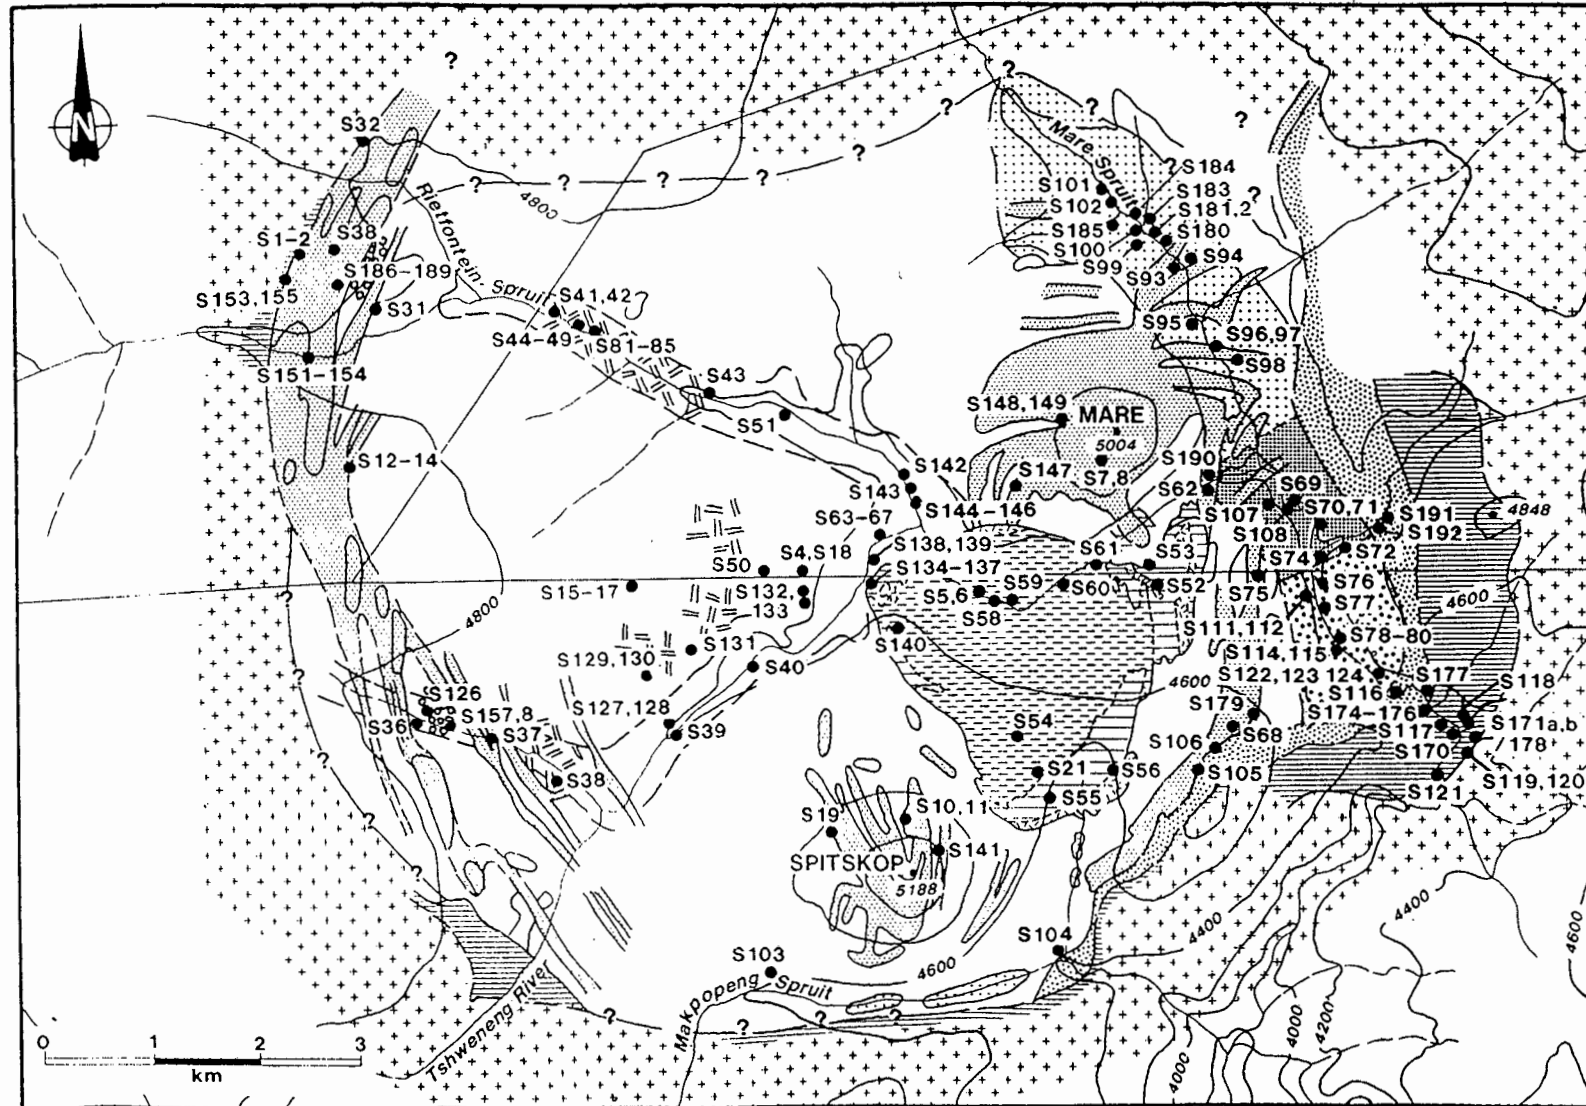 N
?
?
?
?
?
?
?
?
?
?
?
?
S32
Rietfontein-Spruit
4800
Mare Spruit
S184
S101
S183
S102
S181,2
S185
S180
S100
S94
S99
S93
S1-2
S38
S186-189
S153,155
S31
S41,42
S44-49
S81-85
S95
S96,97
S98
S151-154
S43
S148,149
MARE
5004
S51
S12-14
S142
S147
S7,8
S190
S143
S62
S69
S144-146
S107
S70,71
S191
4848
S63-67
S108
S192
S138,139
S61
S53
S72
S50
S4,S18
S74
S134-137
S15-17
S132,
133
S5,6
S59
S60
S52
S75
S76
4600
S58
S77
?
4800
S140
S111,112
S78-80
S131
S114,115
S129,130
S40
S122,123,124
S177
S118
4600
S116
?
S126
S127,128
S179
S174-176
S36
S157,8
S37
S39
S54
S68
S117
S171a,b
S106
S170
178
?
S38
S21
S56
S105
S119,120
S55
S121
S19
S10,11
?
SPITSKOP
S141
5188
?
4400
4400
4600
S103
S104
4600
Makpopeng Spruit
Tshweneng River
?
?
?
?
4000
4200
4000
0 1 2 3
km